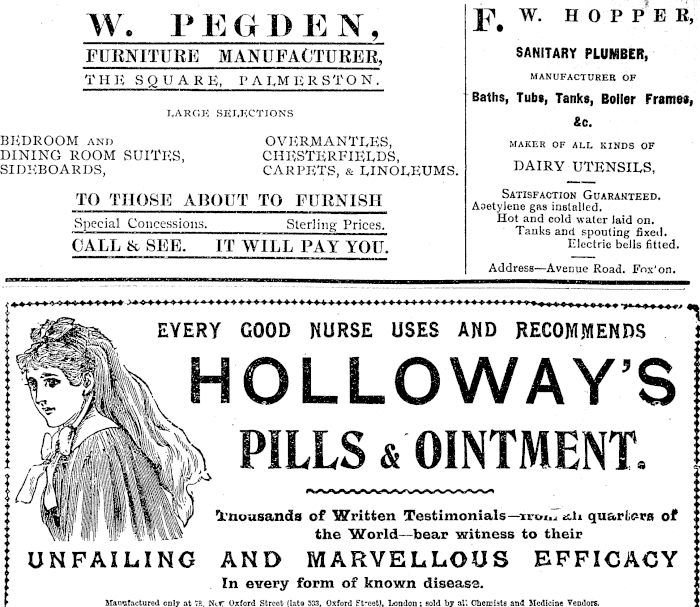 W. PEGDEN,
FURNITURE MANUFACTURER,
THE SQUARE, PALMERSTON.
LARGE SELECTIONS
BEDROOM AND
DINING ROOM SUITES,
SIDEBOARDS,
OVERMANTLES,
CHESTERFIELDS,
CARPETS, & LINOLEUMS.
TO THOSE ABOUT TO FURNISH
Special Concessions. Sterling Prices.
CALL & SEE. IT WILL PAY YOU.
F. W. HOPPER,
SANITARY PLUMBER,
MANUFACTURER OF
Baths, Tubs, Tanks, Boiler Frames,
&c.
MAKER OF ALL KINDS OF
DAIRY UTENSILS,
SATISFACTION GUARANTEED.
Acetylene gas installed.
Hot and cold water laid on.
Tanks and spouting fixed.
Electric bells fitted.
Address—Avenue Road, Fox'on.
EVERY GOOD NURSE USES AND RECOMMENDS
HOLLOWAY'S
PILLS & OINTMENT.
Thousands of Written Testimonials—from all quarters of
the World—bear witness to their
UNFAILING AND MARVELLOUS EFFICACY
In every form of known disease.
Manufactured only at 78, New Oxford Street (late 533, Oxford Street), London; sold by all Chemists and Medicine Vendors.